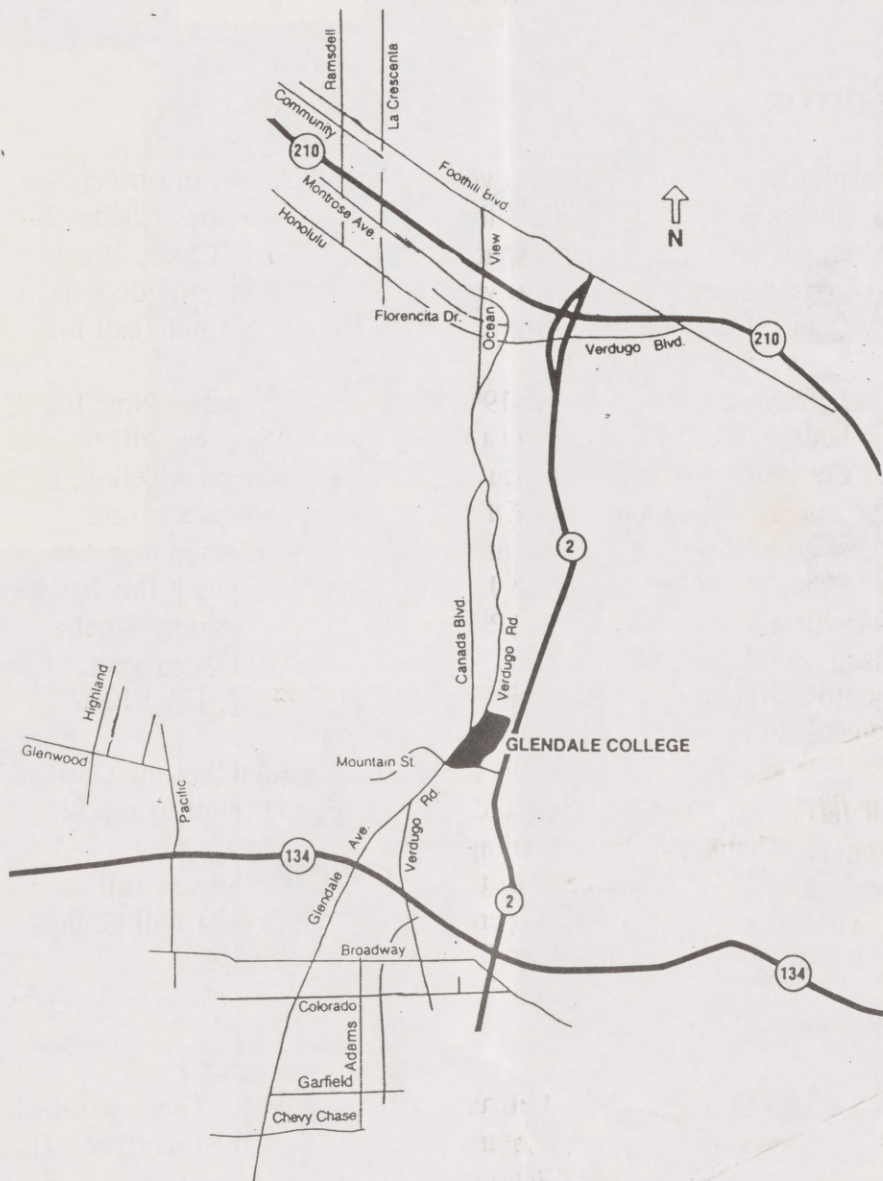 Ramsdell
La Crescenta
Community
210
Foothill Blvd.
Montrose Ave.
Honolulu
N
View
Ocean
Florencita Dr.
Verdugo Blvd.
210
2
Canada Blvd.
Verdugo Rd.
Highland
Glenwood
Pacific
GLENDALE COLLEGE
Mountain St.
Verdugo Rd.
Glendale Ave.
134
2
Broadway
134
Colorado
Adams
Garfield
Chevy Chase